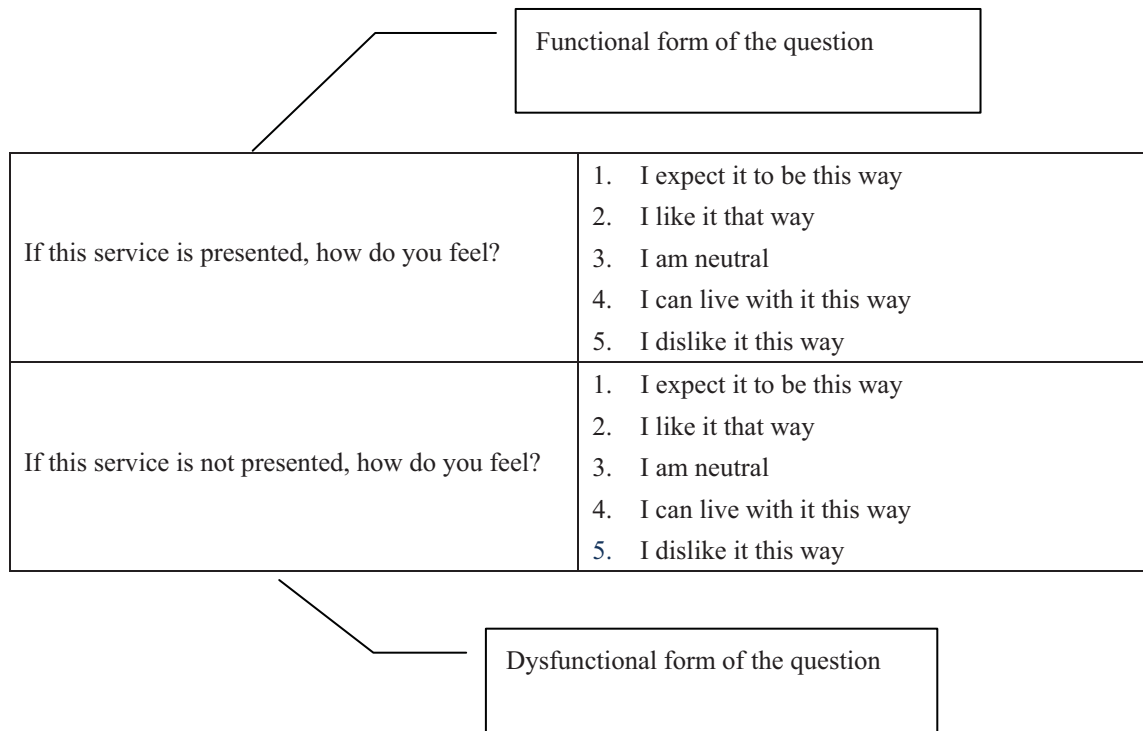 Functional form of the question
If this service is presented, how do you feel?
1. I expect it to be this way
2. I like it that way
3. I am neutral
4. I can live with it this way
5. I dislike it this way
If this service is not presented, how do you feel?
1. I expect it to be this way
2. I like it that way
3. I am neutral
4. I can live with it this way
5. I dislike it this way
Dysfunctional form of the question